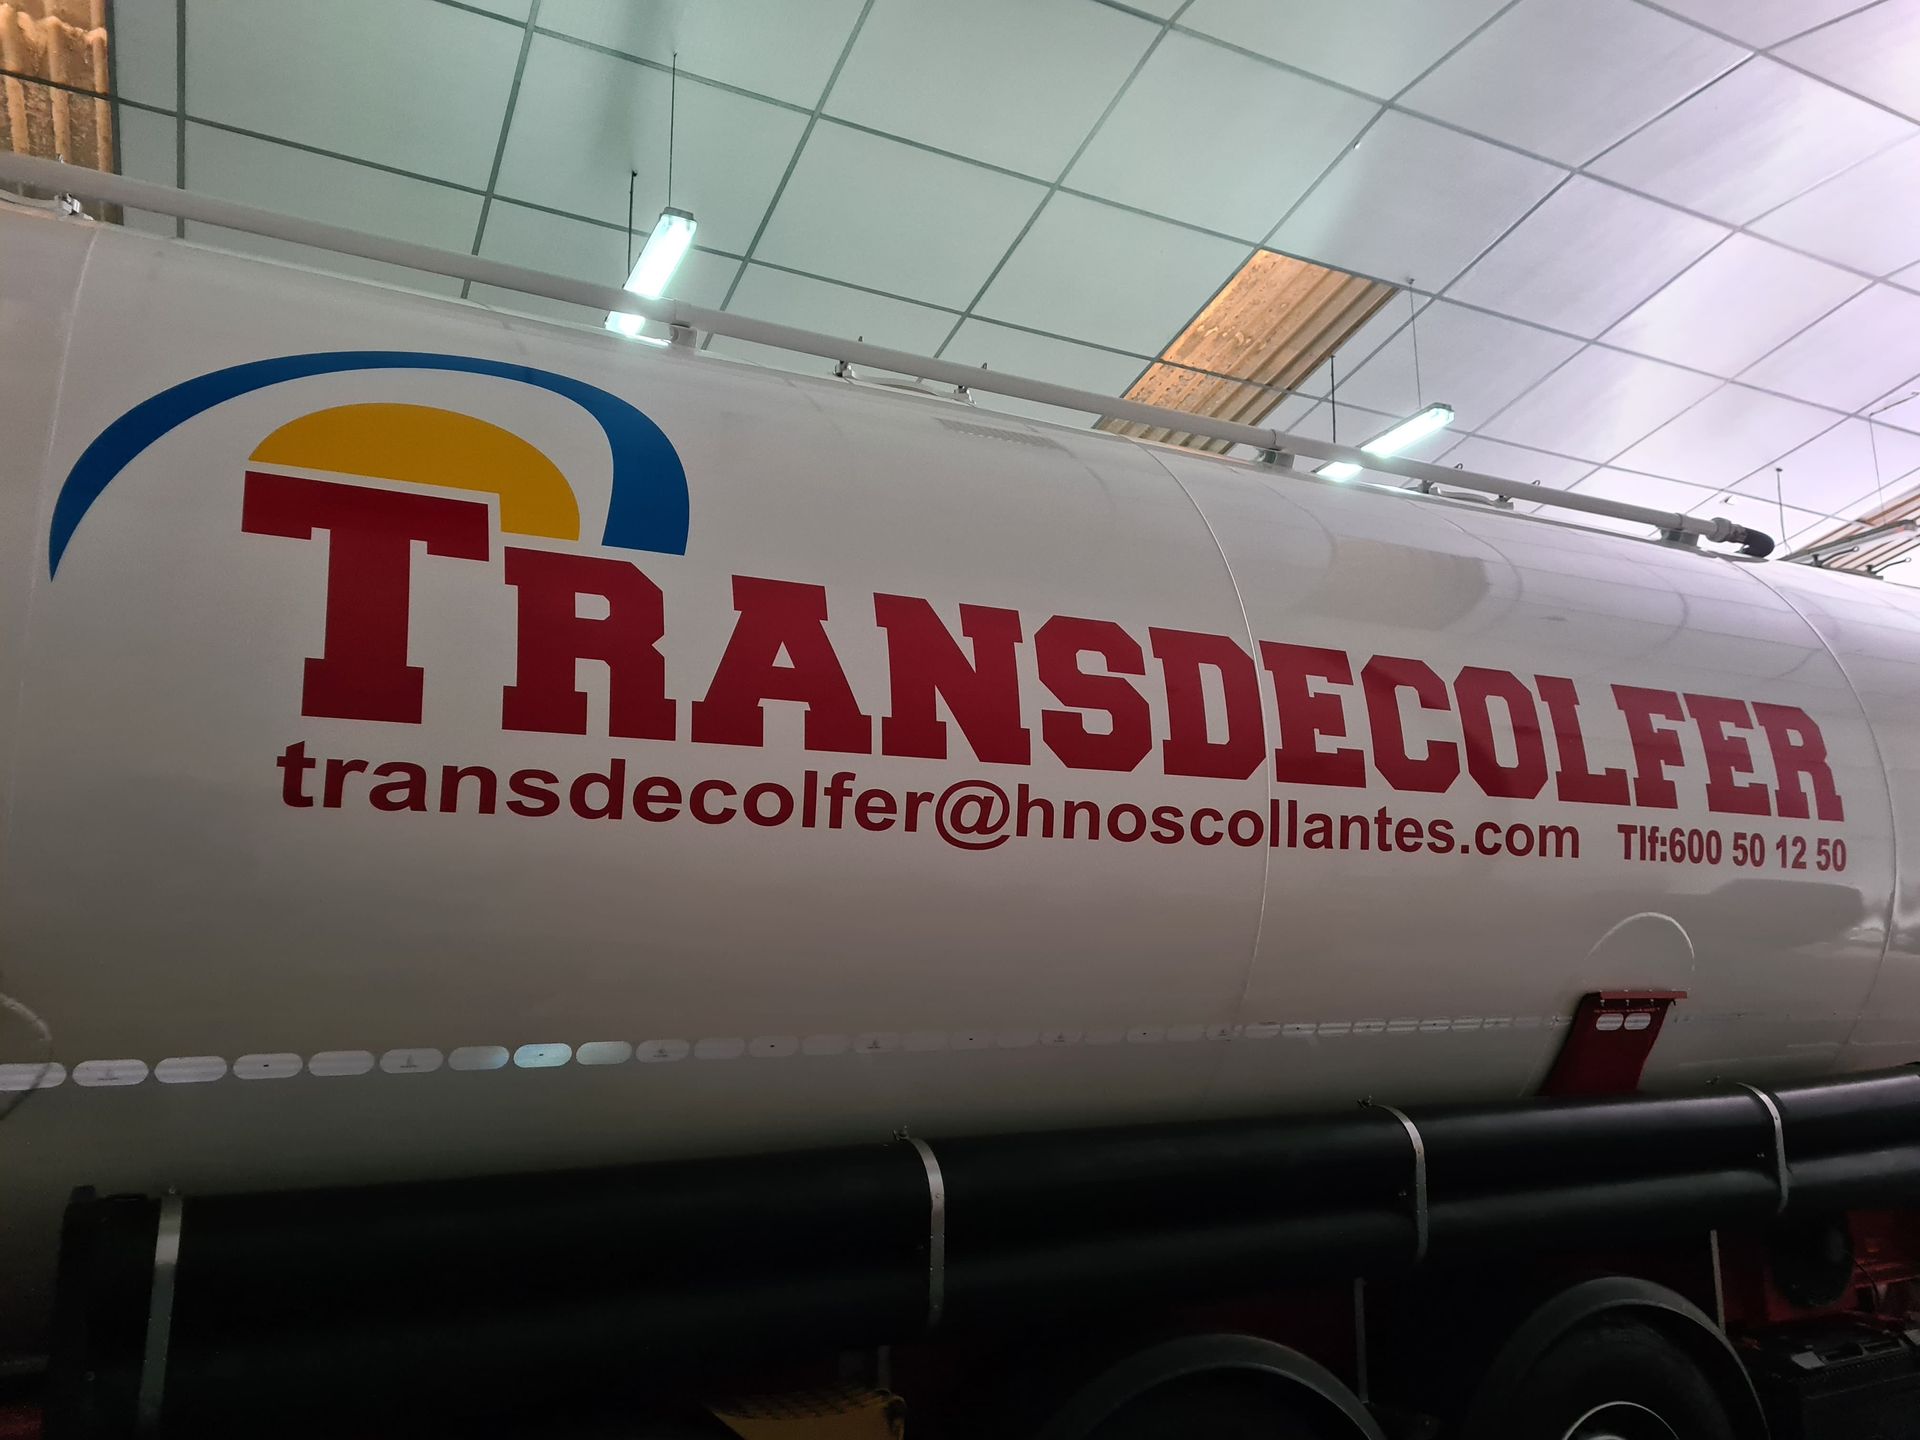 TRANSDECOLFER
transdecolfer@hnoscollantes.com Tlf:600 50 12 50